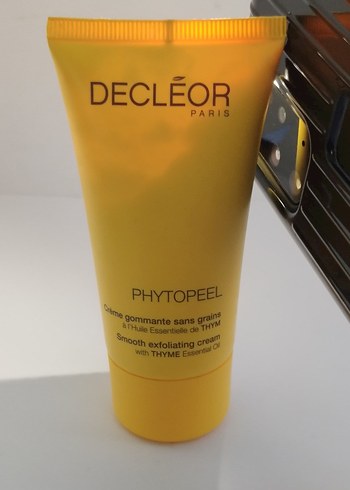 DECLÉOR
PARIS
PHYTOPEEL
Crème gommante sans grains
à l'Huile Essentielle de THYM
Smooth exfoliating cream
with THYME Essential Oil